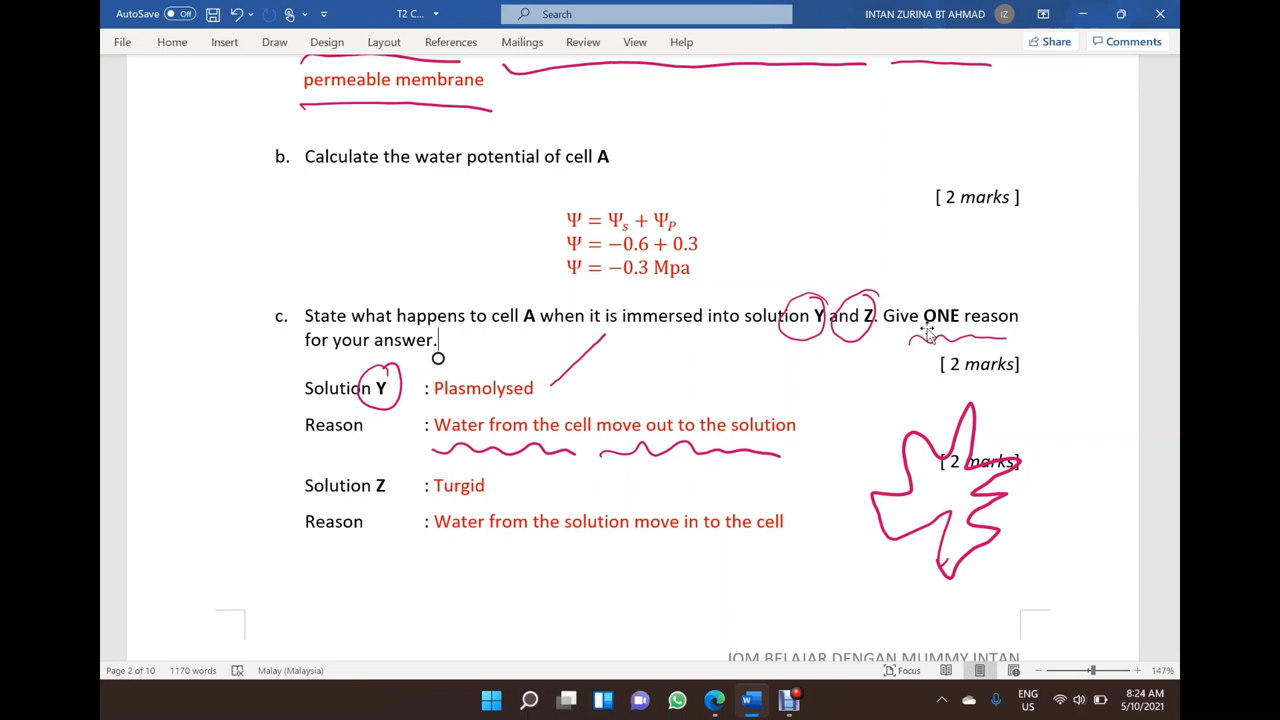 AutoSave Off T2 C... Search INTAN ZURINA BT AHMAD IZ
File Home Insert Draw Design Layout References Mailings Review View Help Share Comments
permeable membrane
b. Calculate the water potential of cell A
[ 2 marks ]
Ψ = Ψs + ΨP
Ψ = −0.6 + 0.3
Ψ = −0.3 Mpa
c. State what happens to cell A when it is immersed into solution Y and Z. Give ONE reason
for your answer.
[ 2 marks]
Solution Y : Plasmolysed
Reason : Water from the cell move out to the solution
[ 2 marks]
Solution Z : Turgid
Reason : Water from the solution move in to the cell
JOM BELAJAR DENGAN MUMMY INTAN
Page 2 of 10 1170 words Malay (Malaysia) Focus 147%
ENG 8:24 AM
US 5/10/2021